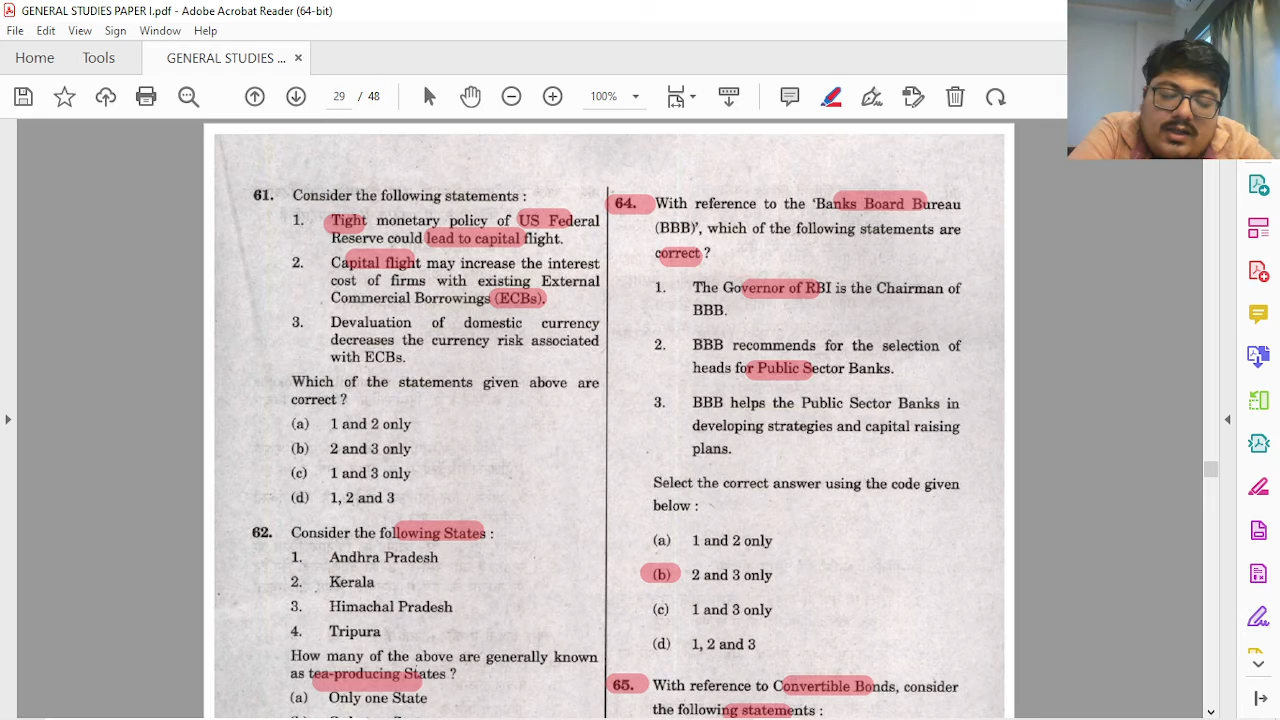 GENERAL STUDIES PAPER I.pdf - Adobe Acrobat Reader (64-bit)
File Edit View Sign Window Help
Home Tools GENERAL STUDIES ... ×
29 / 48 100%
61. Consider the following statements :
1. Tight monetary policy of US Federal
Reserve could lead to capital flight.
2. Capital flight may increase the interest
cost of firms with existing External
Commercial Borrowings (ECBs).
3. Devaluation of domestic currency
decreases the currency risk associated
with ECBs.
Which of the statements given above are
correct ?
(a) 1 and 2 only
(b) 2 and 3 only
(c) 1 and 3 only
(d) 1, 2 and 3
62. Consider the following States :
1. Andhra Pradesh
2. Kerala
3. Himachal Pradesh
4. Tripura
How many of the above are generally known
as tea-producing States ?
(a) Only one State
64. With reference to the 'Banks Board Bureau
(BBB)', which of the following statements are
correct ?
1. The Governor of RBI is the Chairman of
BBB.
2. BBB recommends for the selection of
heads for Public Sector Banks.
3. BBB helps the Public Sector Banks in
developing strategies and capital raising
plans.
Select the correct answer using the code given
below :
(a) 1 and 2 only
(b) 2 and 3 only
(c) 1 and 3 only
(d) 1, 2 and 3
65. With reference to Convertible Bonds, consider
the following statements :